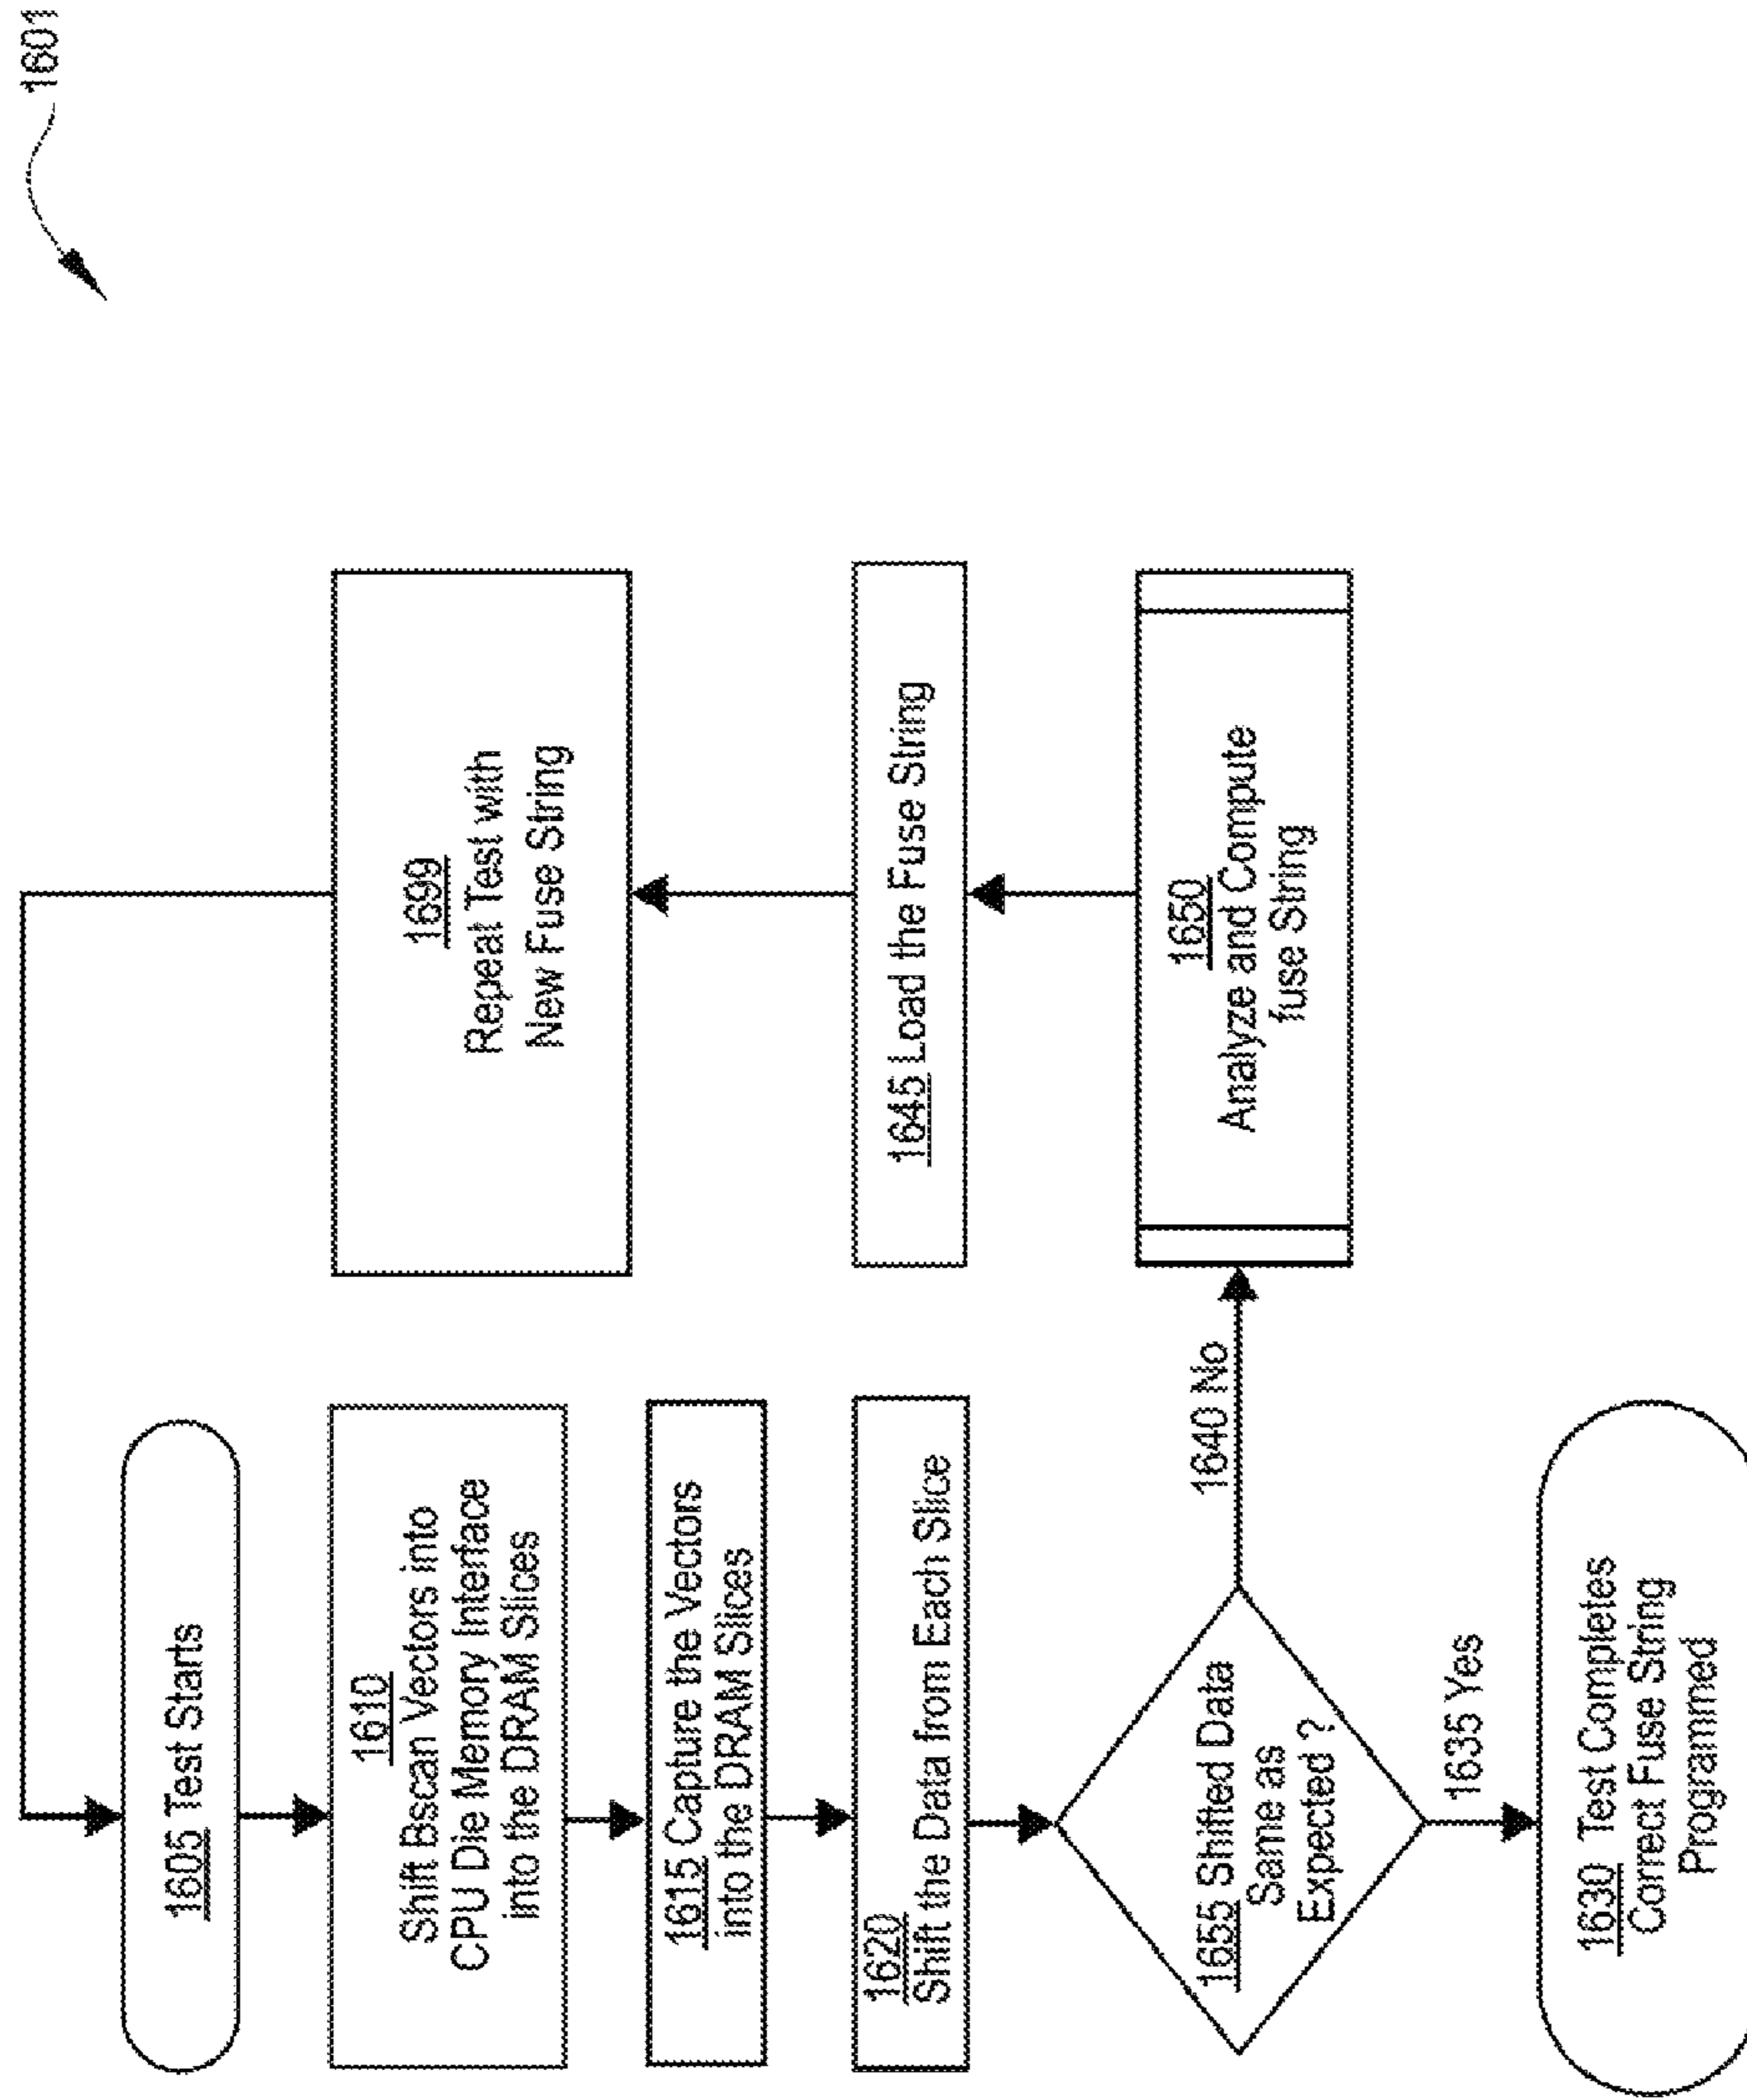 1601
1605 Test Starts
1610
Shift Bscan Vectors into
CPU Die Memory Interface
into the DRAM Slices
1615 Capture the Vectors
into the DRAM Slices
1620
Shift the Data from Each Slice
1655 Shifted Data
Same as
Expected ?
1635 Yes
1630 Test Completes
Correct Fuse String
Programmed
1640 No
1650
Analyze and Compute
fuse String
1645 Load the Fuse String
1699
Repeat Test with
New Fuse String